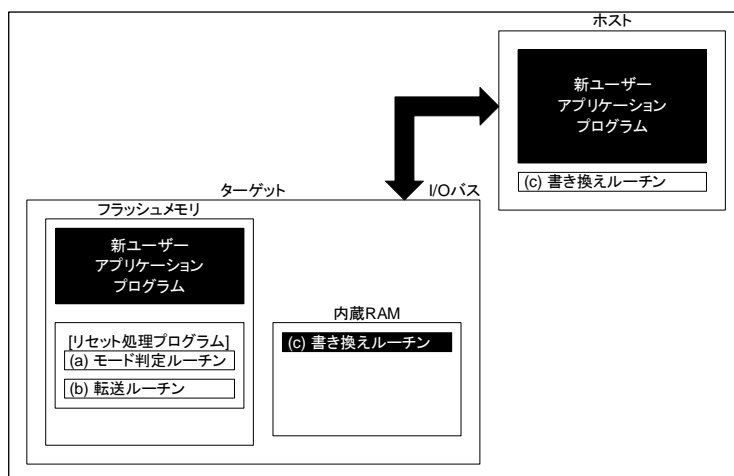 ホスト
新ユーザー
アプリケーション
プログラム
(c) 書き換えルーチン
ターゲット
I/Oバス
フラッシュメモリ
新ユーザー
アプリケーション
プログラム
内蔵RAM
[リセット処理プログラム]
(c) 書き換えルーチン
(a) モード判定ルーチン
(b) 転送ルーチン